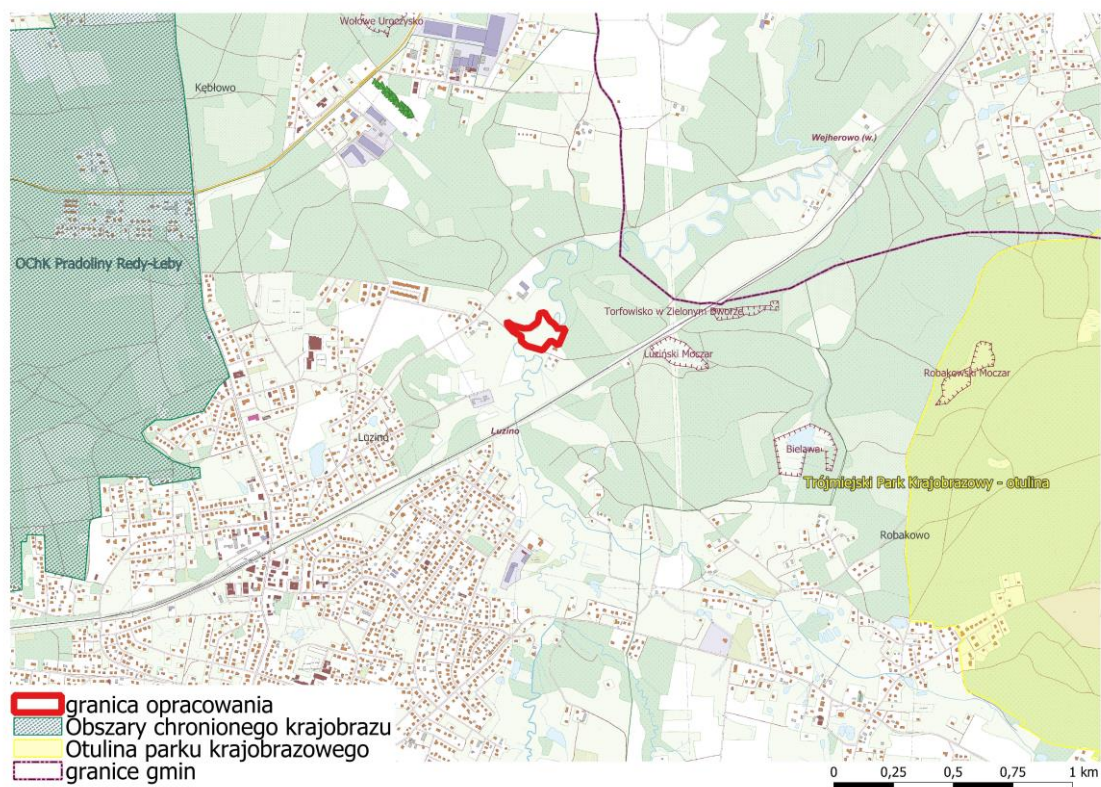 Wołowe Uroczysko
Kębłowo
Wejherowo (w.)
OChK Pradoliny Redy-Łeby
Torfowisko w Zielonym Dworze
Luziński Moczar
Robakowski Moczar
Luzino
Luzino
Bielawa
Trójmiejski Park Krajobrazowy - otulina
Robakowo
granica opracowania
Obszary chronionego krajobrazu
Otulina parku krajobrazowego
granice gmin
0 0,25 0,5 0,75 1 km